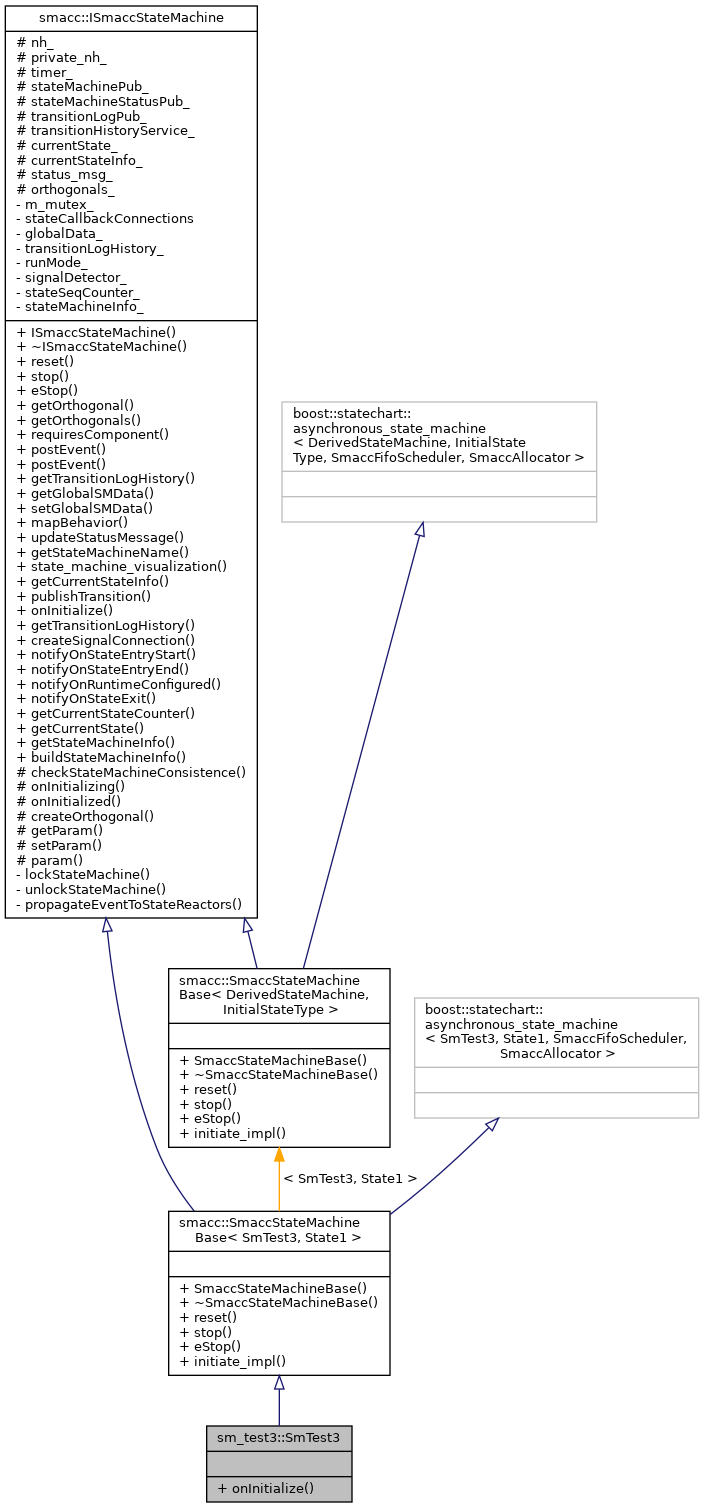 smacc::ISmaccStateMachine
# nh_
# private_nh_
# timer_
# stateMachinePub_
# stateMachineStatusPub_
# transitionLogPub_
# transitionHistoryService_
# currentState_
# currentStateInfo_
# status_msg_
# orthogonals_
- m_mutex_
- stateCallbackConnections
- globalData_
- transitionLogHistory_
- runMode_
- signalDetector_
- stateSeqCounter_
- stateMachineInfo_
+ ISmaccStateMachine()
+ ~ISmaccStateMachine()
+ reset()
+ stop()
+ eStop()
+ getOrthogonal()
+ getOrthogonals()
+ requiresComponent()
+ postEvent()
+ postEvent()
+ getTransitionLogHistory()
+ getGlobalSMData()
+ setGlobalSMData()
+ mapBehavior()
+ updateStatusMessage()
+ getStateMachineName()
+ state_machine_visualization()
+ getCurrentStateInfo()
+ publishTransition()
+ onInitialize()
+ getTransitionLogHistory()
+ createSignalConnection()
+ notifyOnStateEntryStart()
+ notifyOnStateEntryEnd()
+ notifyOnRuntimeConfigured()
+ notifyOnStateExit()
+ getCurrentStateCounter()
+ getCurrentState()
+ getStateMachineInfo()
+ buildStateMachineInfo()
# checkStateMachineConsistence()
# onInitializing()
# onInitialized()
# createOrthogonal()
# getParam()
# setParam()
# param()
- lockStateMachine()
- unlockStateMachine()
- propagateEventToStateReactors()
boost::statechart::
asynchronous_state_machine
< DerivedStateMachine, InitialState
Type, SmaccFifoScheduler, SmaccAllocator >
smacc::SmaccStateMachine
Base< DerivedStateMachine,
InitialStateType >
+ SmaccStateMachineBase()
+ ~SmaccStateMachineBase()
+ reset()
+ stop()
+ eStop()
+ initiate_impl()
boost::statechart::
asynchronous_state_machine
< SmTest3, State1, SmaccFifoScheduler,
SmaccAllocator >
< SmTest3, State1 >
smacc::SmaccStateMachine
Base< SmTest3, State1 >
+ SmaccStateMachineBase()
+ ~SmaccStateMachineBase()
+ reset()
+ stop()
+ eStop()
+ initiate_impl()
sm_test3::SmTest3
+ onInitialize()